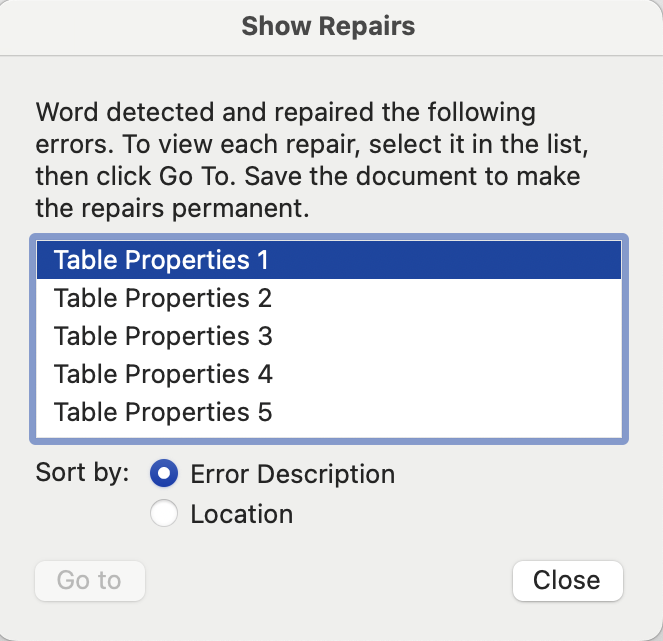 Show Repairs
Word detected and repaired the following
errors. To view each repair, select it in the list,
then click Go To. Save the document to make
the repairs permanent.
Table Properties 1
Table Properties 2
Table Properties 3
Table Properties 4
Table Properties 5
Sort by: Error Description
Location
Go to Close